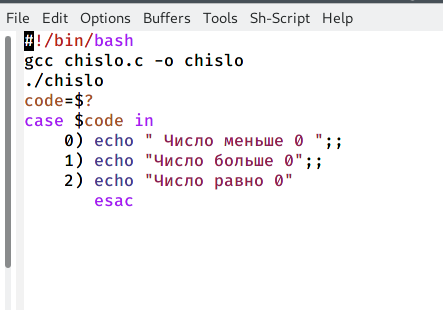 File Edit Options Buffers Tools Sh-Script Help
#!/bin/bash
gcc chislo.c -o chislo
./chislo
code=$?
case $code in
    0) echo " Число меньше 0 ";;
    1) echo "Число больше 0";;
    2) echo "Число равно 0"
       esac